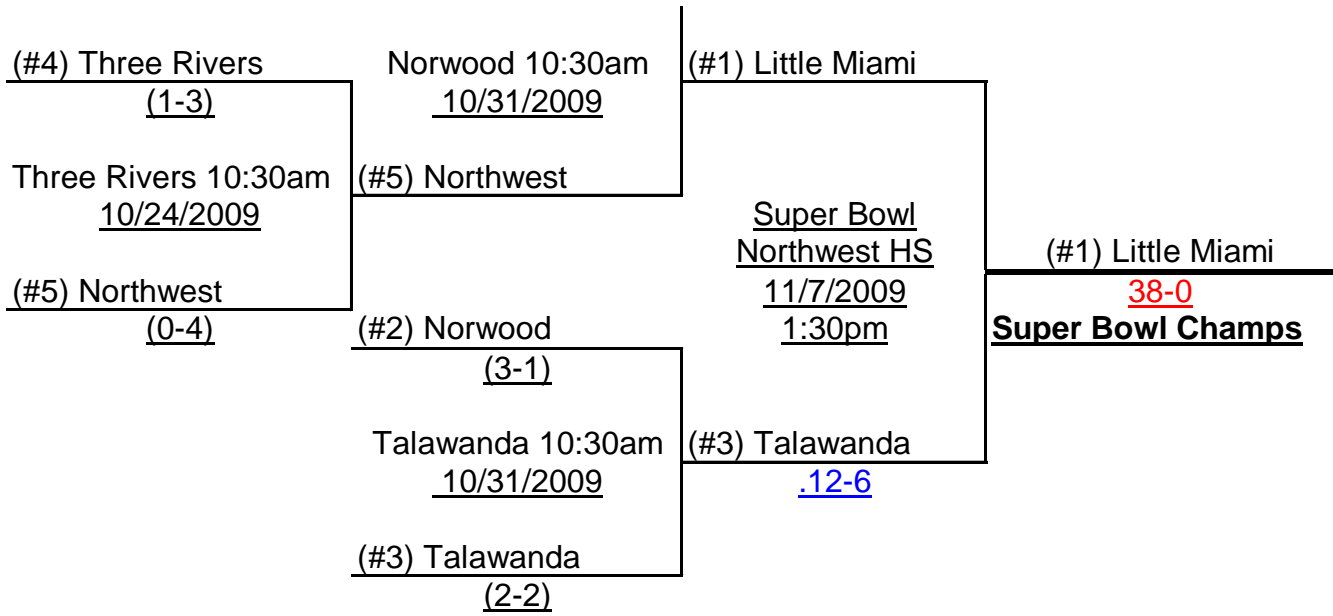 (#4) Three Rivers
(1-3)
Three Rivers 10:30am
10/24/2009
(#5) Northwest
(0-4)
Norwood 10:30am
10/31/2009
(#5) Northwest
(#2) Norwood
(3-1)
Talawanda 10:30am
10/31/2009
(#3) Talawanda
(2-2)
(#1) Little Miami
Super Bowl
Northwest HS
11/7/2009
1:30pm
(#3) Talawanda
.12-6
(#1) Little Miami
38-0
Super Bowl Champs